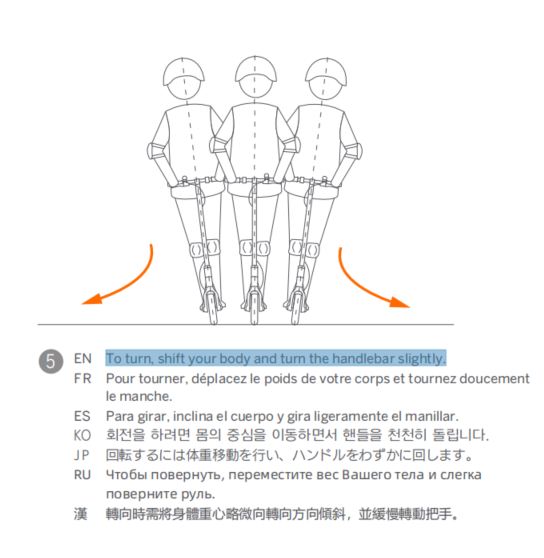 5 EN To turn, shift your body and turn the handlebar slightly.
FR Pour tourner, déplacez le poids de votre corps et tournez doucement
le manche.
ES Para girar, inclina el cuerpo y gira ligeramente el manillar.
KO 회전을 하려면 몸의 중심을 이동하면서 핸들을 천천히 돌립니다.
JP 回転するには体重移動を行い、ハンドルをわずかに回します。
RU Чтобы повернуть, переместите вес Вашего тела и слегка
поверните руль.
漢 轉向時需將身體重心略微向轉向方向傾斜，並緩慢轉動把手。